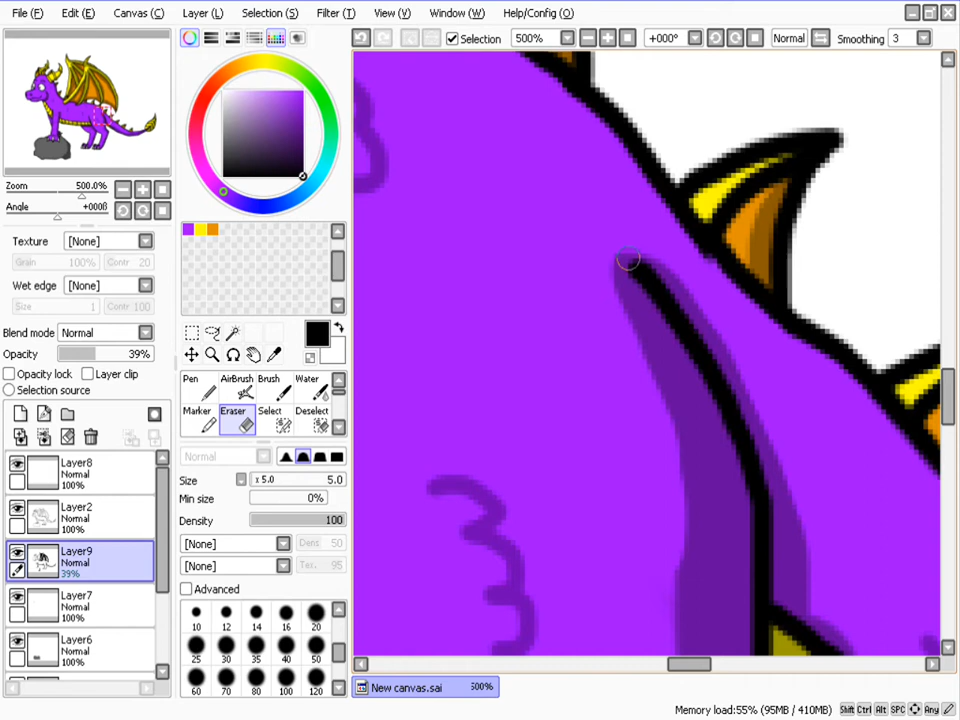 File (F) Edit (E) Canvas (C) Layer (L) Selection (S) Filter (T) View (V) Window (W) Help/Config (O)
Selection 500% +000° Normal Smoothing 3
Zoom 500.0%
Angle +000ß
Texture [None]
Grain 100% Contr 20
Wet edge [None]
Size 1 Contr 100
Blend mode Normal
Opacity 39%
Opacity lock Layer clip
Selection source
Layer8
Normal
100%
Layer2
Normal
100%
Layer9
Normal
39%
Layer7
Normal
100%
Layer6
Normal
100%
Pen AirBrush Brush Water
Marker Eraser Select Deselect
Normal
Size x 5.0 5.0
Min size 0%
Density 100
[None] Dens 50
[None] Tex. 95
Advanced
10 12 14 16 20
25 30 35 40 50
60 70 80 100 120
New canvas.sai 500%
Memory load:55% (95MB / 410MB) Shift Ctrl Alt SPC Any